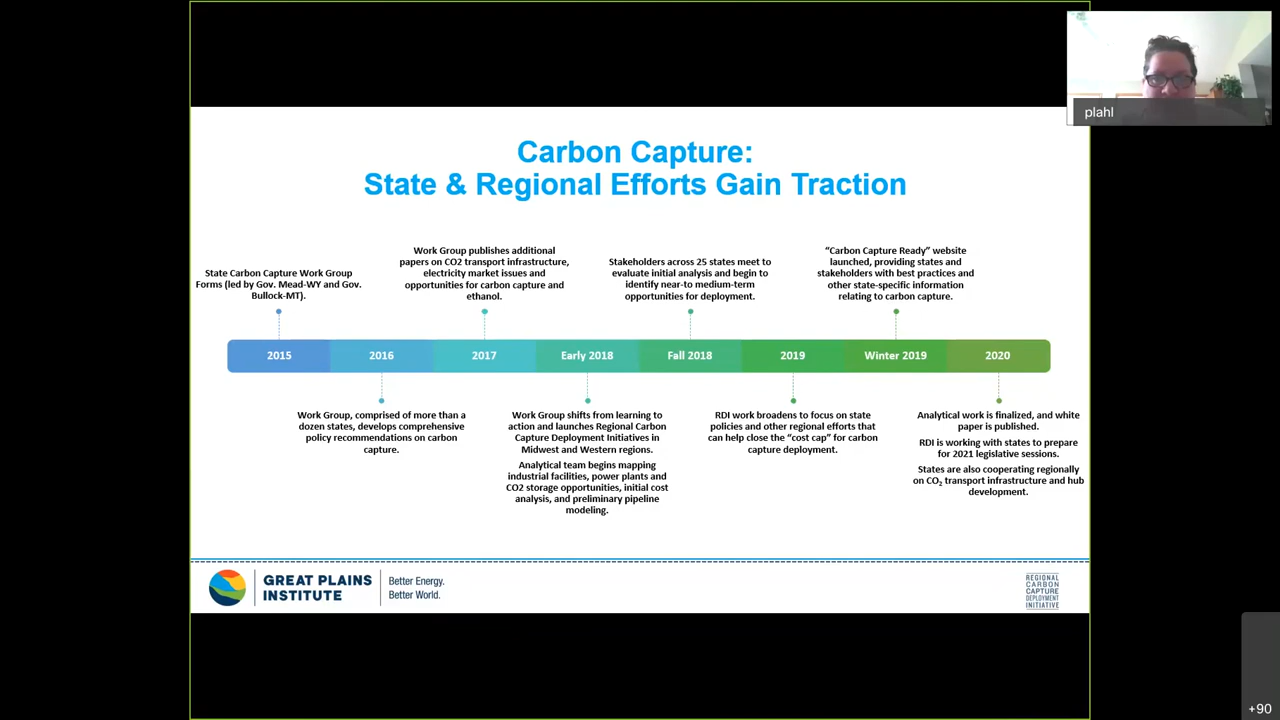 plahl
Carbon Capture:
State & Regional Efforts Gain Traction
State Carbon Capture Work Group
Forms (led by Gov. Mead-WY and Gov.
Bullock-MT).
Work Group publishes additional
papers on CO2 transport infrastructure,
electricity market issues and
opportunities for carbon capture and
ethanol.
Stakeholders across 25 states meet to
evaluate initial analysis and begin to
identify near-to medium-term
opportunities for deployment.
“Carbon Capture Ready” website
launched, providing states and
stakeholders with best practices and
other state-specific information
relating to carbon capture.
2015
2016
2017
Early 2018
Fall 2018
2019
Winter 2019
2020
Work Group, comprised of more than a
dozen states, develops comprehensive
policy recommendations on carbon
capture.
Work Group shifts from learning to
action and launches Regional Carbon
Capture Deployment Initiatives in
Midwest and Western regions.
Analytical team begins mapping
industrial facilities, power plants and
CO2 storage opportunities, initial cost
analysis, and preliminary pipeline
modeling.
RDI work broadens to focus on state
policies and other regional efforts that
can help close the “cost cap” for carbon
capture deployment.
Analytical work is finalized, and white
paper is published.
RDI is working with states to prepare
for 2021 legislative sessions.
States are also cooperating regionally
on CO₂ transport infrastructure and hub
development.
GREAT PLAINS
INSTITUTE
Better Energy.
Better World.
REGIONAL
CARBON
CAPTURE
DEPLOYMENT
INITIATIVE
+90